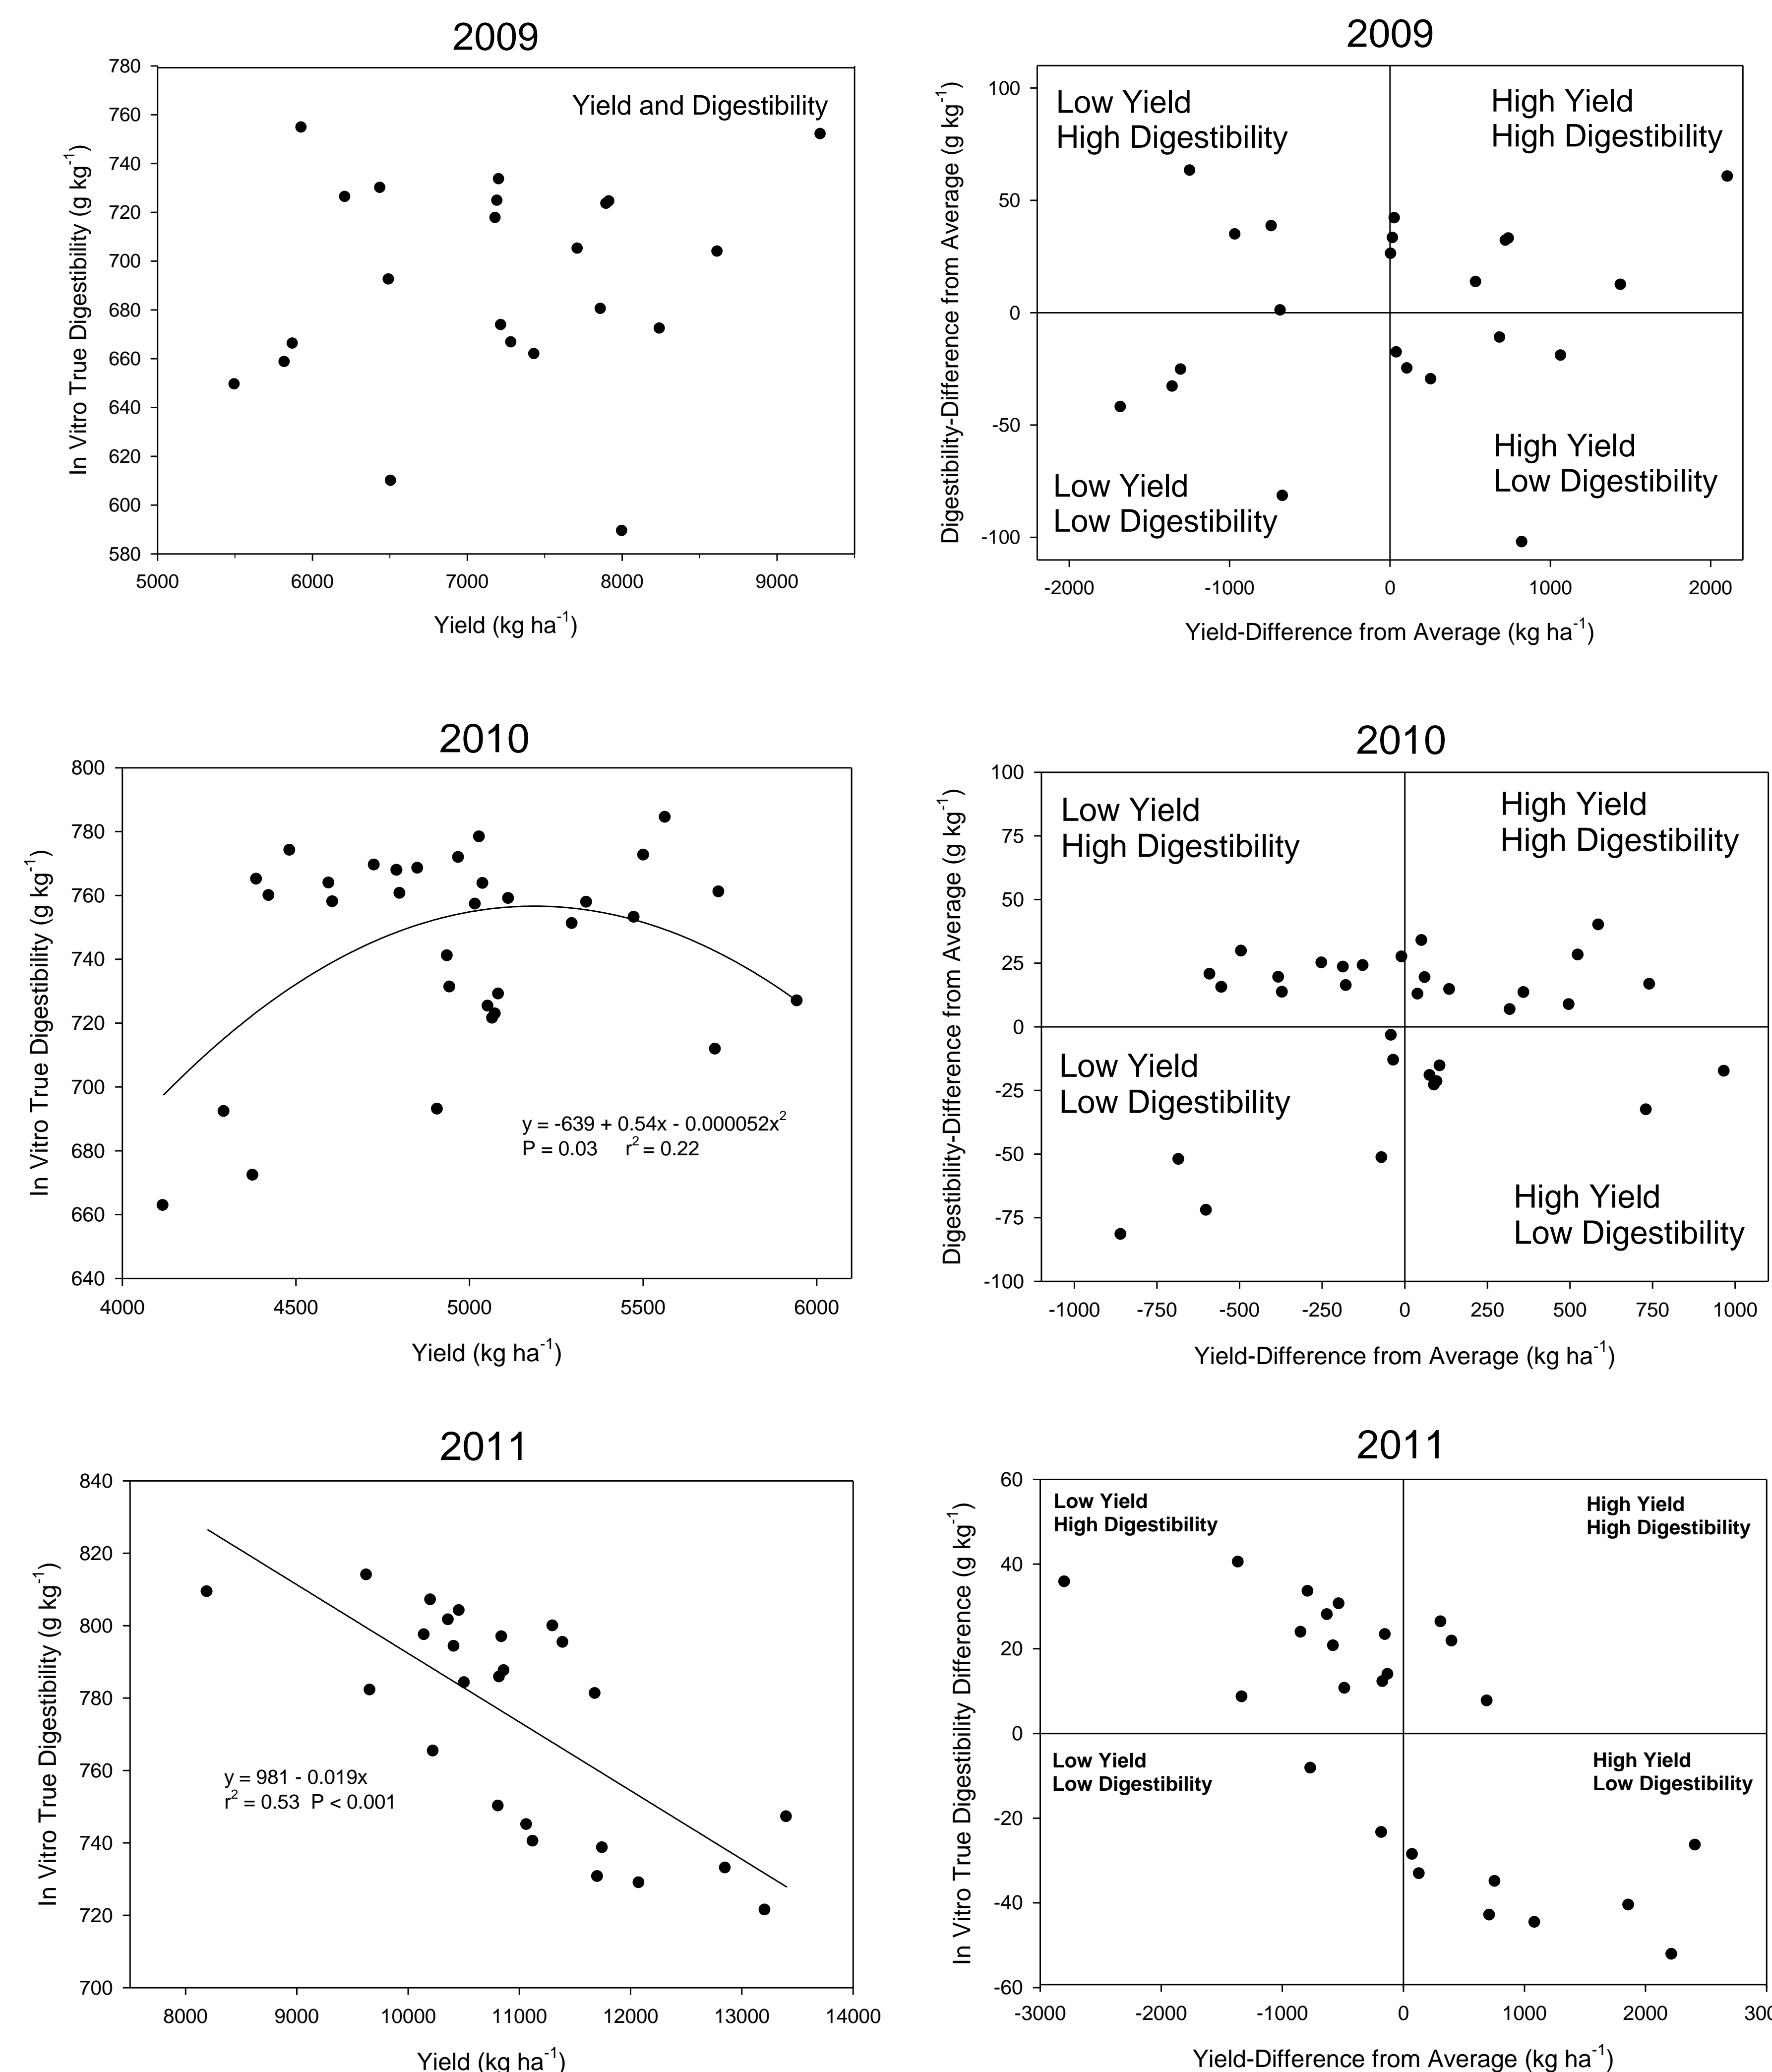 2009
780
760
740
720
700
680
660
640
620
600
580
5000 6000 7000 8000 9000
In Vitro True Digestibility (g kg-1)
Yield and Digestibility
Yield (kg ha-1)
2009
100
50
0
-50
-100
-2000 -1000 0 1000 2000
Digestibility-Difference from Average (g kg-1)
Low Yield
High Digestibility
High Yield
High Digestibility
Low Yield
Low Digestibility
High Yield
Low Digestibility
Yield-Difference from Average (kg ha-1)
2010
800
780
760
740
720
700
680
660
640
4000 4500 5000 5500 6000
In Vitro True Digestibility (g kg-1)
y = -639 + 0.54x - 0.000052x2
P = 0.03 r2 = 0.22
Yield (kg ha-1)
2010
100
75
50
25
0
-25
-50
-75
-100
-1000 -750 -500 -250 0 250 500 750 1000
Digestibility-Difference from Average (g kg-1)
Low Yield
High Digestibility
High Yield
High Digestibility
Low Yield
Low Digestibility
High Yield
Low Digestibility
Yield-Difference from Average (kg ha-1)
2011
840
820
800
780
760
740
720
700
8000 9000 10000 11000 12000 13000 14000
In Vitro True Digestibility (g kg-1)
y = 981 - 0.019x
r2 = 0.53 P < 0.001
Yield (kg ha-1)
2011
60
40
20
0
-20
-40
-60
-3000 -2000 -1000 0 1000 2000
In Vitro True Digestibility Difference (g kg-1)
Low Yield
High Digestibility
High Yield
High Digestibility
Low Yield
Low Digestibility
High Yield
Low Digestibility
Yield-Difference from Average (kg ha-1)